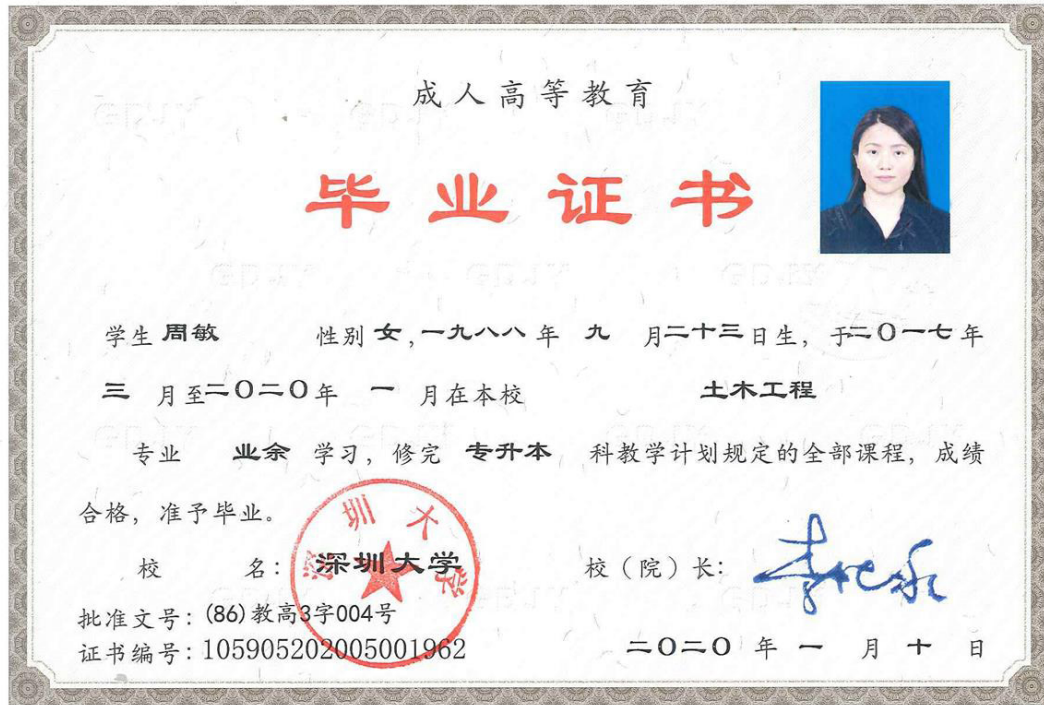 成人高等教育
毕业证书
学生 周敏 性别 女，一九八八年 九 月二十三日生，于二〇一七年
三 月至二〇二〇年 一 月在本校 土木工程
专业 业余 学习，修完 专升本 科教学计划规定的全部课程，成绩
合格，准予毕业。
校 名：深圳大学
深圳大学
校（院）长：
批准文号：(86)教高3字004号
证书编号：105905202005001962
二〇二〇 年 一 月 十 日